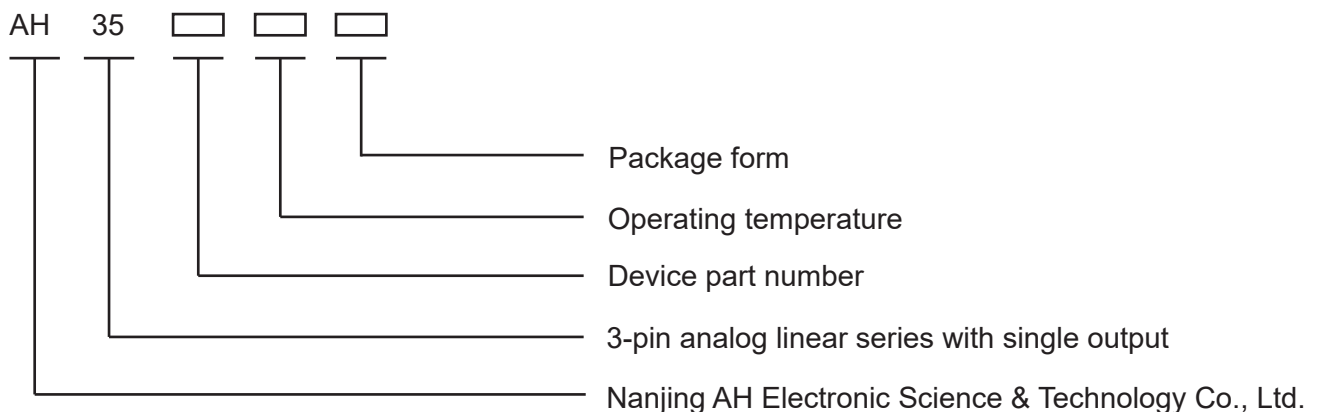 AH 35
Package form
Operating temperature
Device part number
3-pin analog linear series with single output
Nanjing AH Electronic Science & Technology Co., Ltd.